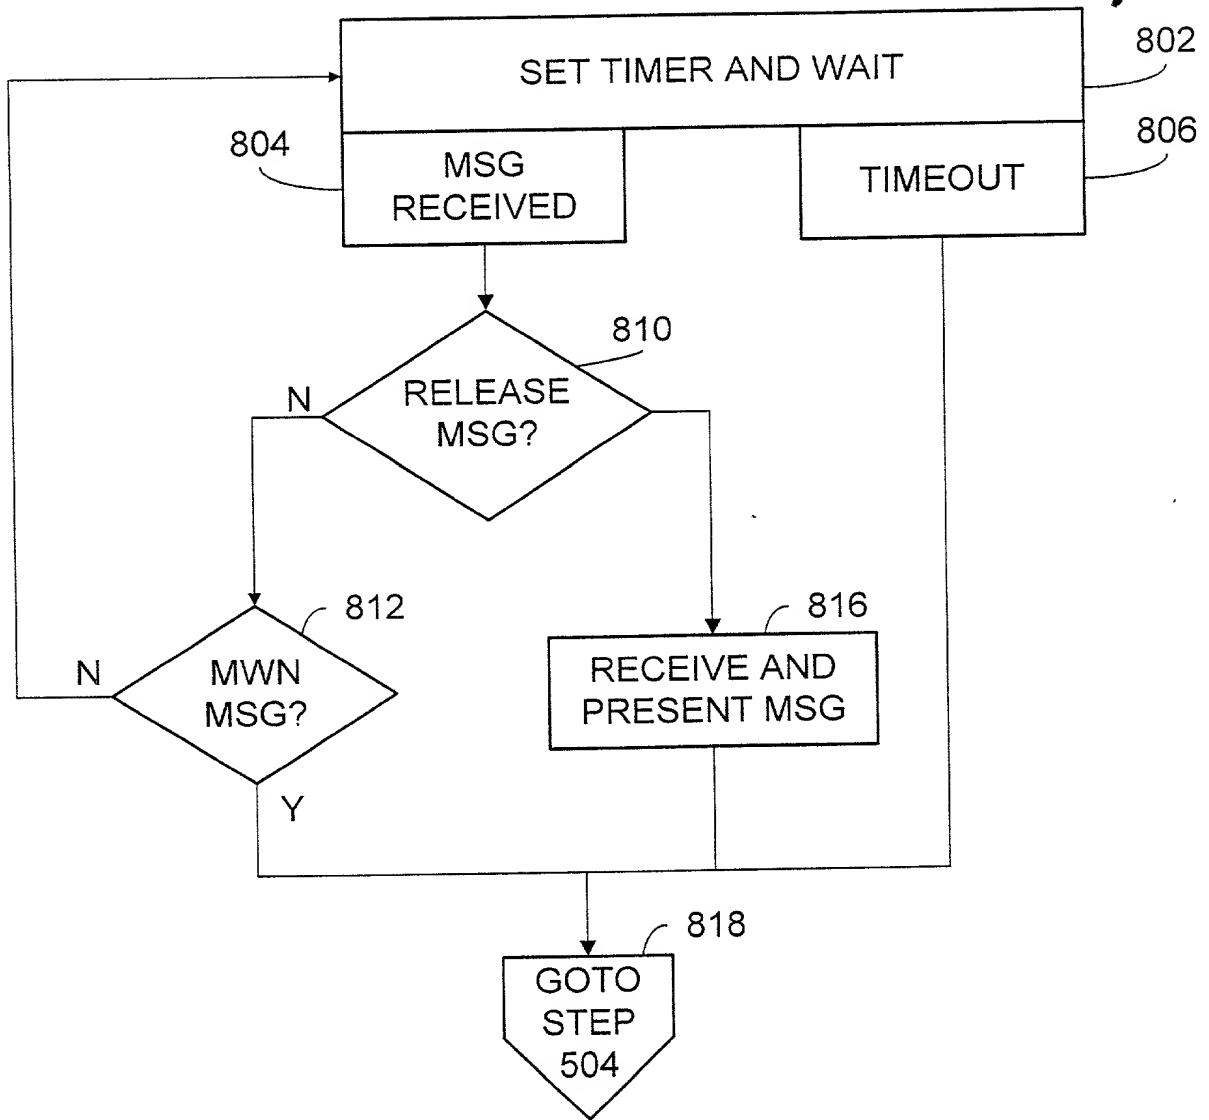 802
SET TIMER AND WAIT
804
MSG
RECEIVED
806
TIMEOUT
810
N
RELEASE
MSG?
812
N
MWN
MSG?
Y
816
RECEIVE AND
PRESENT MSG
818
GOTO
STEP
504